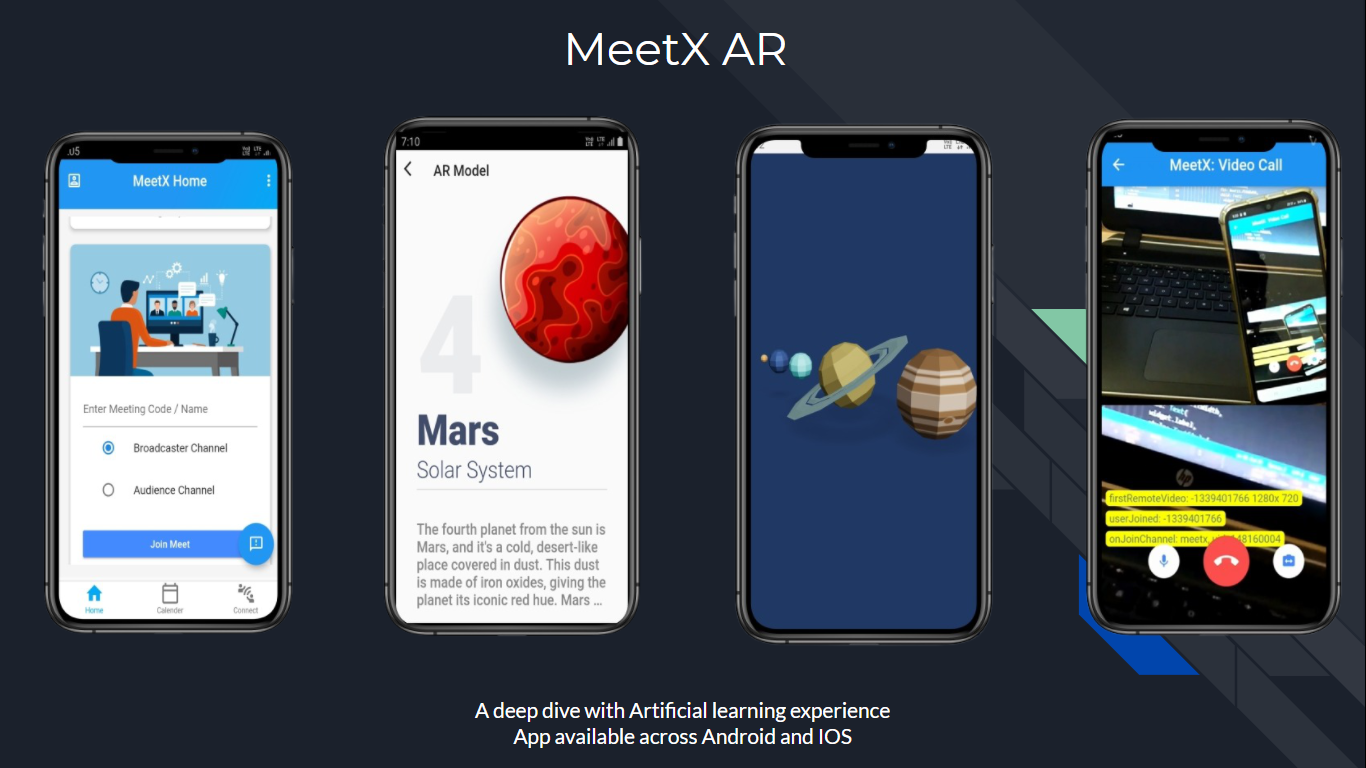 MeetX AR
MeetX Home
Enter Meeting Code / Name
Broadcaster Channel
Audience Channel
Join Meet
Home
Calender
Connect
7:10
AR Model
4
Mars
Solar System
The fourth planet from the sun is
Mars, and it's a cold, desert-like
place covered in dust. This dust
is made of iron oxides, giving the
planet its iconic red hue. Mars ...
MeetX: Video Call
firstRemoteVideo: -1339401766 1280x 720
userJoined: -1339401766
onJoinChannel: meetx, 148160004
A deep dive with Artificial learning experience
App available across Android and IOS